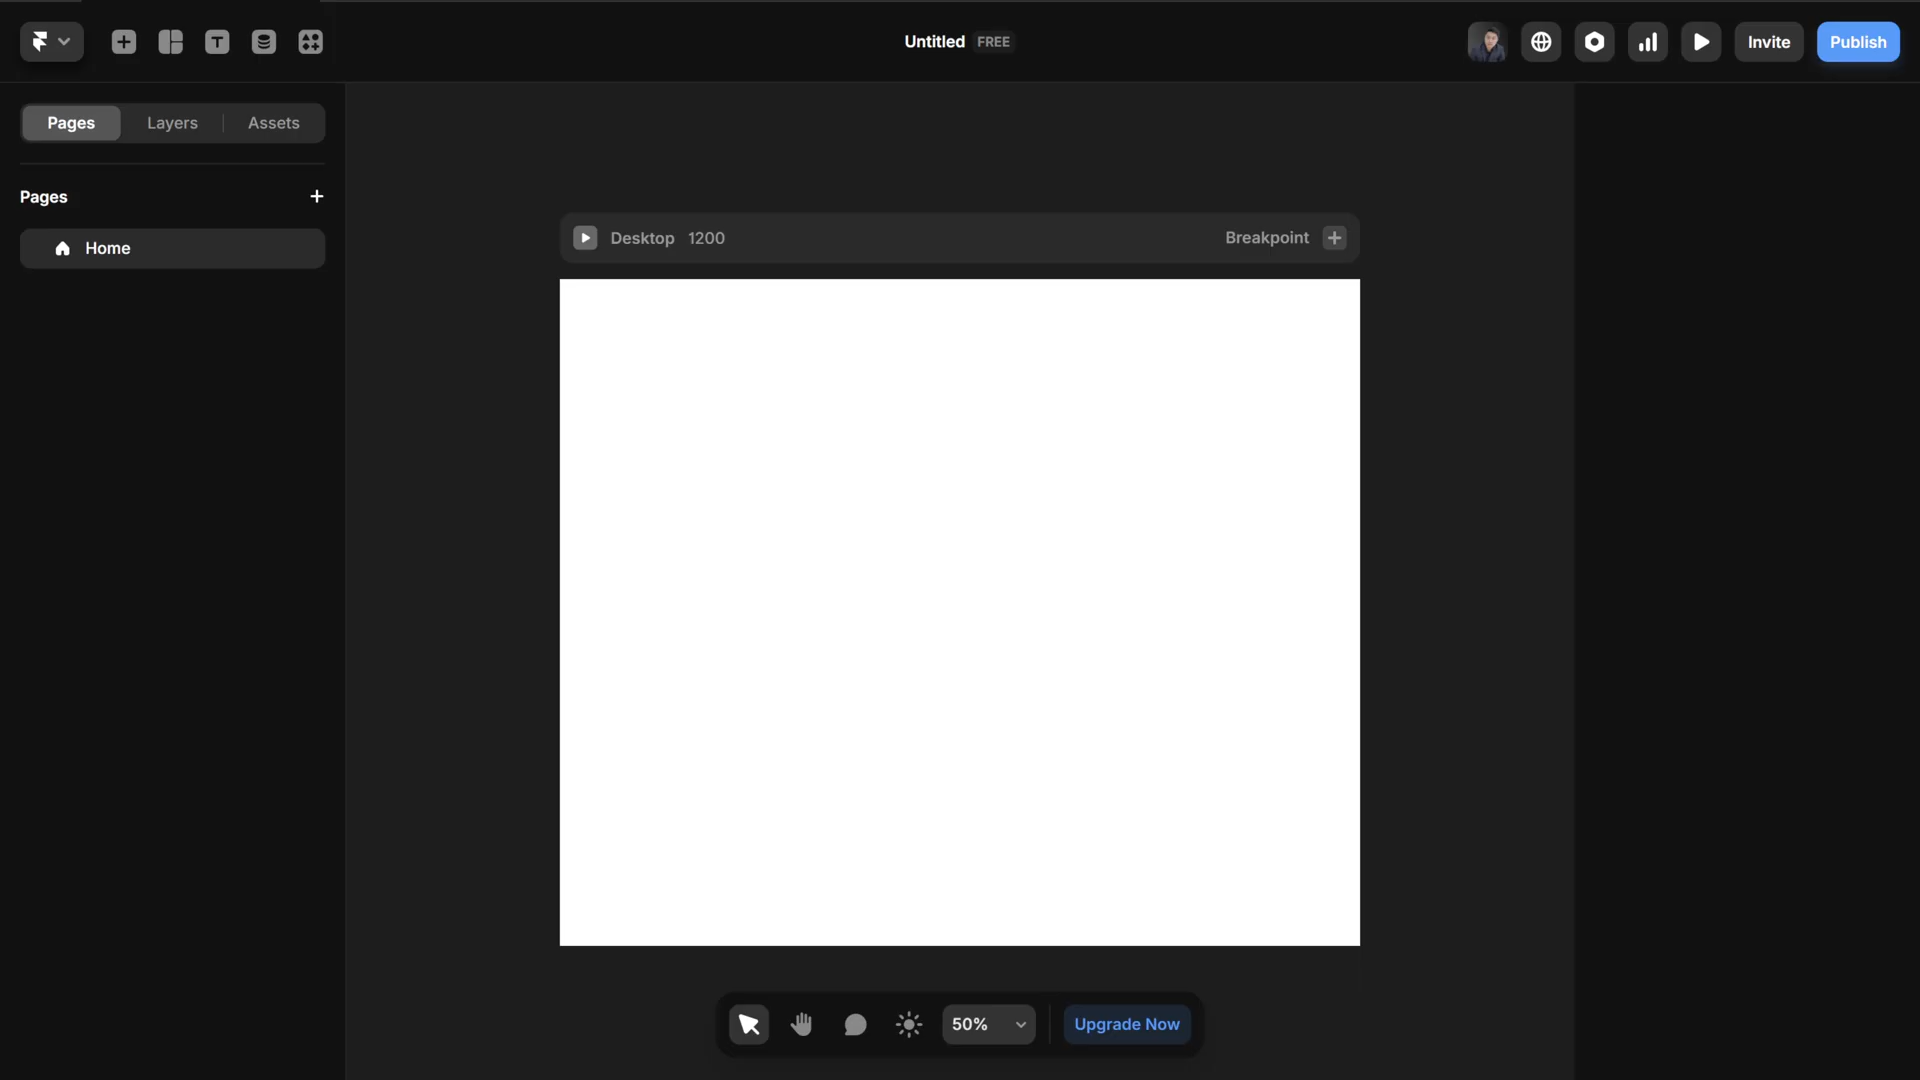 Untitled FREE
Invite
Publish
Pages
Layers
Assets
Pages
Home
Desktop 1200
Breakpoint
50%
Upgrade Now